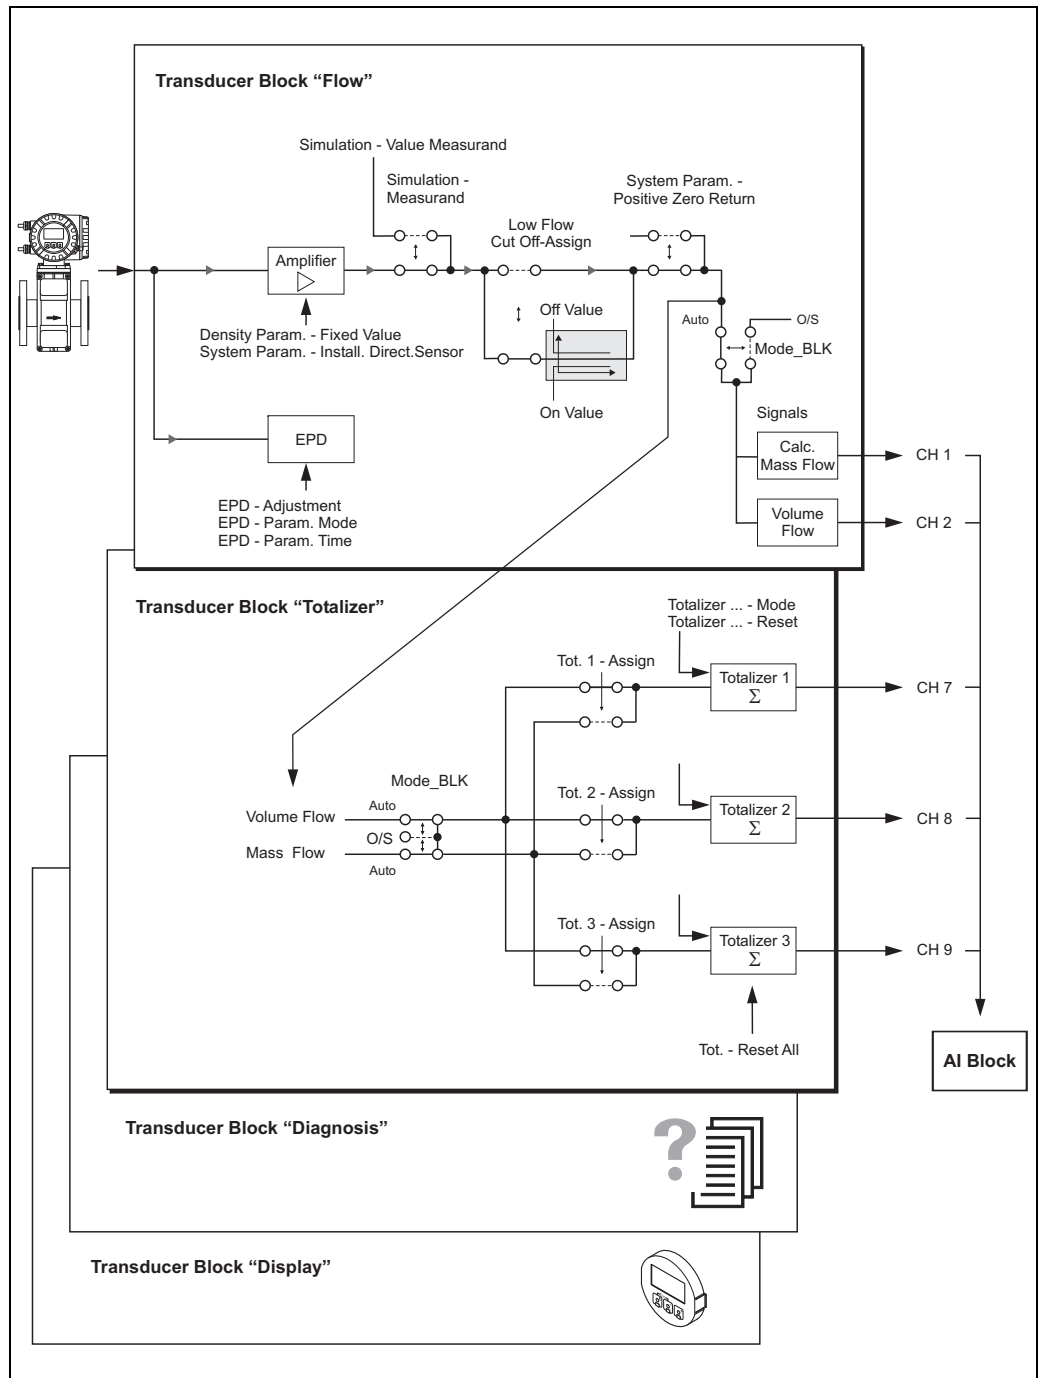 Transducer Block “Flow”
Simulation - Value Measurand
Simulation -
Measurand
System Param. -
Positive Zero Return
Low Flow
Cut Off-Assign
Amplifier
Density Param. - Fixed Value
System Param. - Install. Direct.Sensor
Off Value
On Value
Auto
O/S
Mode_BLK
Signals
EPD
EPD - Adjustment
EPD - Param. Mode
EPD - Param. Time
Calc.
Mass Flow
CH 1
Volume
Flow
CH 2
Transducer Block “Totalizer”
Totalizer ... - Mode
Totalizer ... - Reset
Tot. 1 - Assign
Totalizer 1
Σ
CH 7
Mode_BLK
Tot. 2 - Assign
Auto
Volume Flow
O/S
Mass Flow
Auto
Totalizer 2
Σ
CH 8
Tot. 3 - Assign
Totalizer 3
Σ
CH 9
Tot. - Reset All
AI Block
Transducer Block “Diagnosis”
?
Transducer Block “Display”